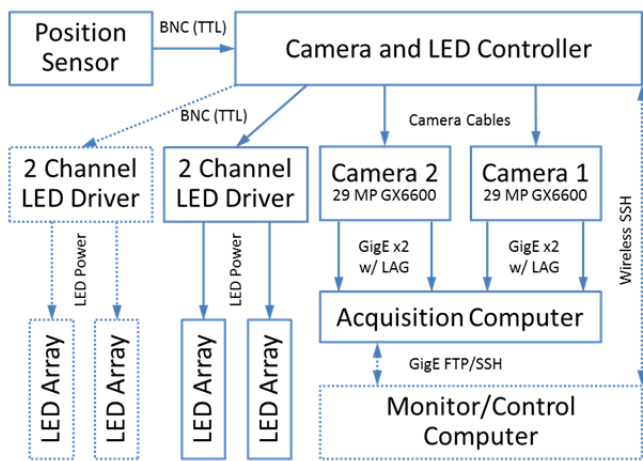 Position
Sensor
BNC (TTL)
Camera and LED Controller
BNC (TTL)
Camera Cables
2 Channel
LED Driver
2 Channel
LED Driver
Camera 2
29 MP GX6600
Camera 1
29 MP GX6600
Wireless SSH
LED Power
LED Power
GigE x2
w/ LAG
GigE x2
w/ LAG
Acquisition Computer
LED Array
LED Array
LED Array
LED Array
GigE FTP/SSH
Monitor/Control
Computer